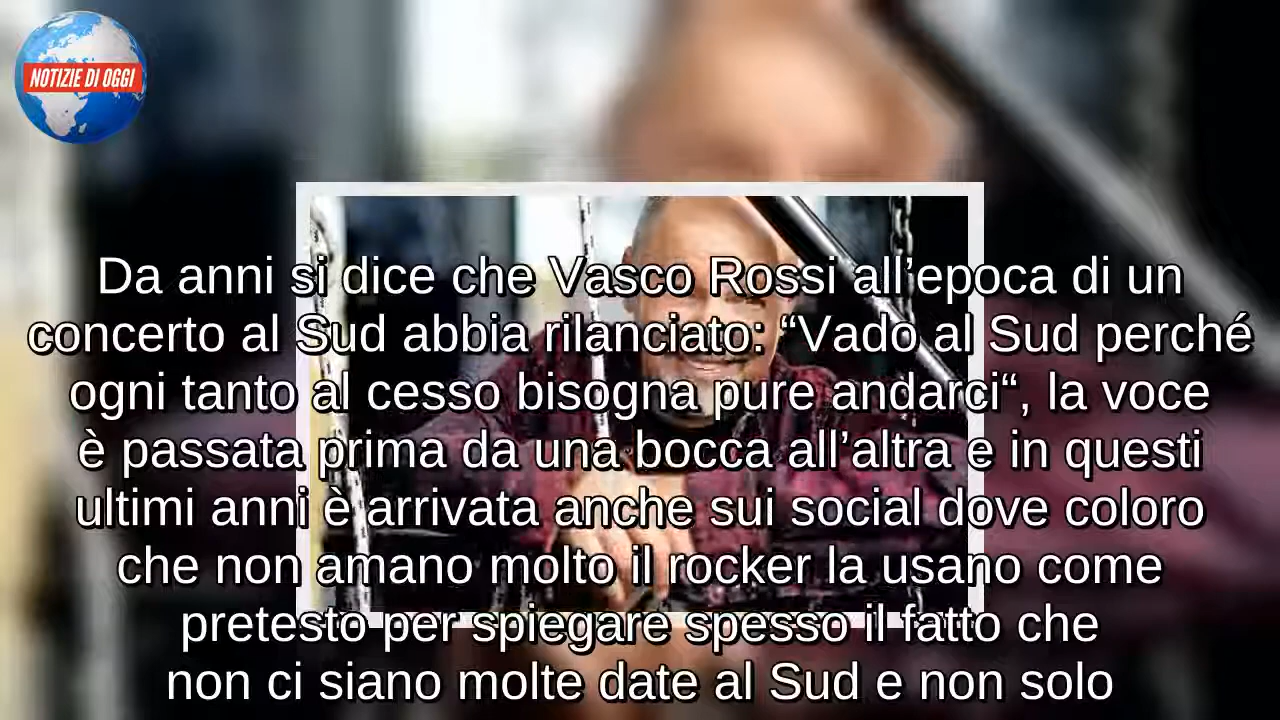 NOTIZIE DI OGGI
Da anni si dice che Vasco Rossi all’epoca di un
concerto al Sud abbia rilanciato: “Vado al Sud perché
ogni tanto al cesso bisogna pure andarci“, la voce
è passata prima da una bocca all’altra e in questi
ultimi anni è arrivata anche sui social dove coloro
che non amano molto il rocker la usano come
pretesto per spiegare spesso il fatto che
non ci siano molte date al Sud e non solo